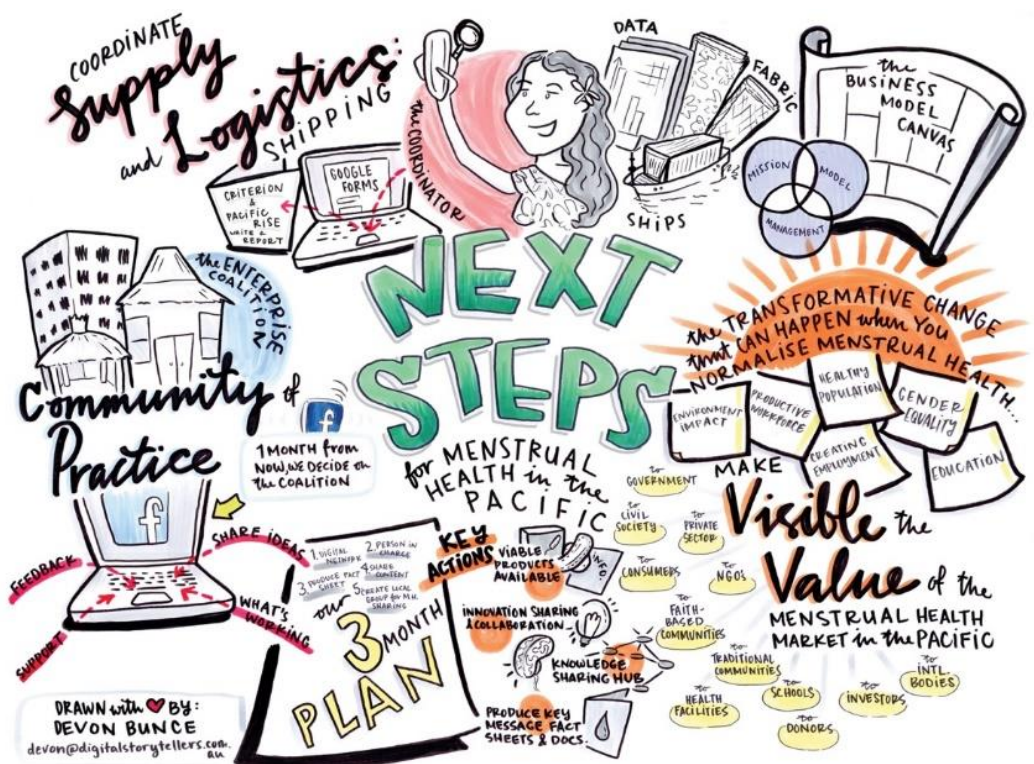 COORDINATE
Supply
and Logistics:
SHIPPING
CRITERION
&
PACIFIC
RISE
WRITE A
REPORT
GOOGLE
FORMS
the COORDINATOR
DATA
FABRIC
SHIPS
the
BUSINESS
MODEL
CANVAS
MISSION
MODEL
MANAGEMENT
NEXT
STEPS
for MENSTRUAL
HEALTH in the
PACIFIC
the ENTERPRISE
COALITION
Community of
Practice
f
1 MONTH FROM
NOW, WE DECIDE on
the COALITION
f
FEEDBACK
SHARE IDEAS
SUPPORT
WHAT'S
WORKING
the TRANSFORMATIVE CHANGE
that CAN HAPPEN when YOU
NORMALISE MENSTRUAL HEALTH...
ENVIRONMENT
IMPACT
PRODUCTIVE
WORKFORCE
HEALTHY
POPULATION
GENDER
EQUALITY
CREATING
EMPLOYMENT
EDUCATION
MAKE
Visible the
Value of the
MENSTRUAL HEALTH
MARKET in the PACIFIC
to
GOVERNMENT
to
CIVIL
SOCIETY
to
PRIVATE
SECTOR
to
CONSUMERS
to
NGO's
to
FAITH-
BASED
COMMUNITIES
to
TRADITIONAL
COMMUNITIES
to
HEALTH
FACILITIES
to
SCHOOLS
to
INVESTORS
to
INTL.
BODIES
to
DONORS
KEY
ACTIONS
VIABLE
PRODUCTS
AVAILABLE
INFO.
INNOVATION SHARING
& COLLABORATION
KNOWLEDGE
SHARING HUB
PRODUCE KEY
MESSAGE FACT
SHEETS & DOCS.
1. DIGITAL
NETWORK
2. PERSON IN
CHARGE
3. PRODUCE FACT
SHEET
4 SHARE
CONTENT
5 CREATE LOCAL
GROUP for M.H.
SHARING
our
3 MONTH
PLAN
DRAWN with BY:
DEVON BUNCE
devon@digitalstorytellers.com.
au